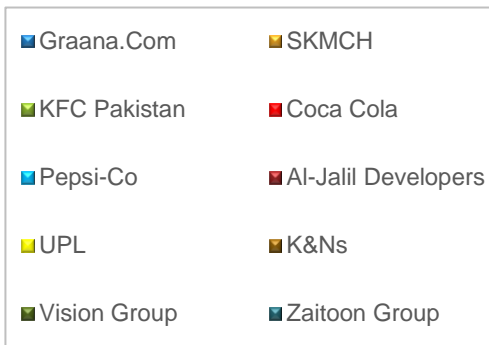 Graana.Com SKMCH
KFC Pakistan Coca Cola
Pepsi-Co Al-Jalil Developers
UPL K&Ns
Vision Group Zaitoon Group